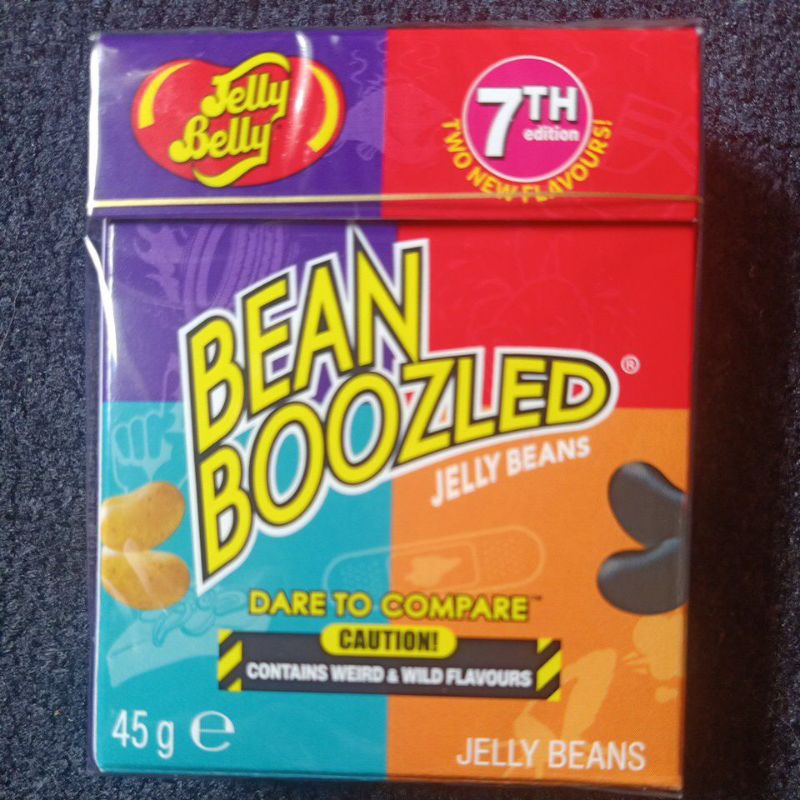 Jelly
Belly
7TH
edition
TWO NEW FLAVOURS!
BEAN
BOOZLED®
JELLY BEANS
DARE TO COMPARE™
CAUTION!
CONTAINS WEIRD & WILD FLAVOURS
45 g ℮
JELLY BEANS